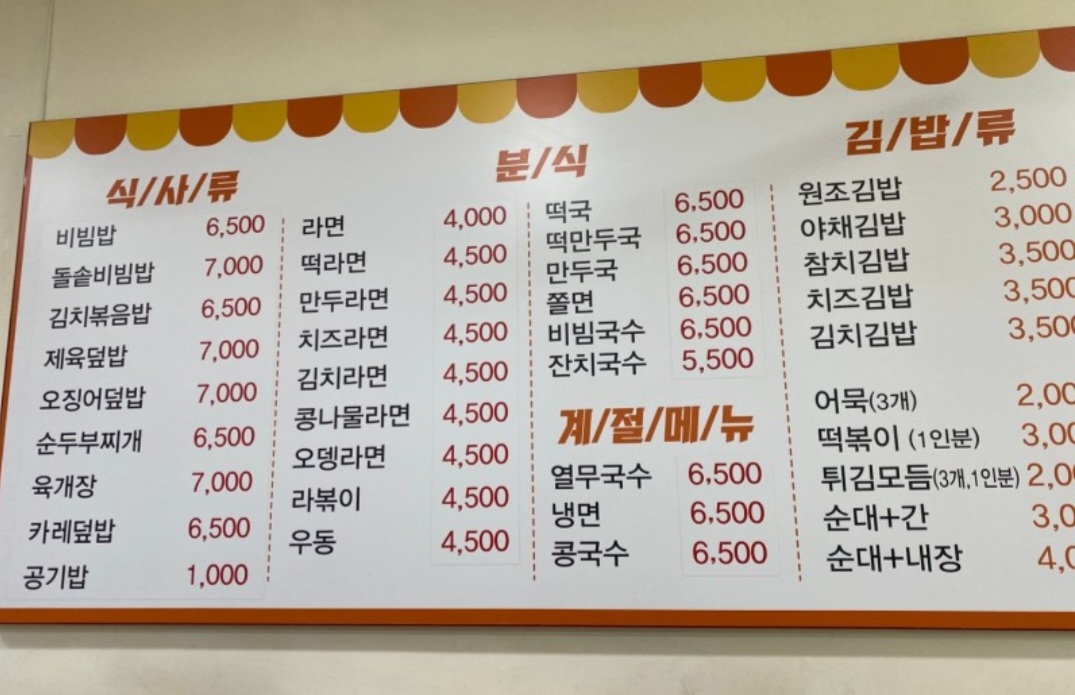 식/사/류
비빔밥 6,500
돌솥비빔밥 7,000
김치볶음밥 6,500
제육덮밥 7,000
오징어덮밥 7,000
순두부찌개 6,500
육개장 7,000
카레덮밥 6,500
공기밥 1,000
분/식
라면 4,000
떡라면 4,500
만두라면 4,500
치즈라면 4,500
김치라면 4,500
콩나물라면 4,500
오뎅라면 4,500
라볶이 4,500
우동 4,500
떡국 6,500
떡만두국 6,500
만두국 6,500
쫄면 6,500
비빔국수 6,500
잔치국수 5,500
계/절/메/뉴
열무국수 6,500
냉면 6,500
콩국수 6,500
김/밥/류
원조김밥 2,500
야채김밥 3,000
참치김밥 3,500
치즈김밥 3,500
김치김밥 3,500
어묵(3개)
떡볶이 (1인분)
튀김모듬(3개,1인분)
순대+간
순대+내장